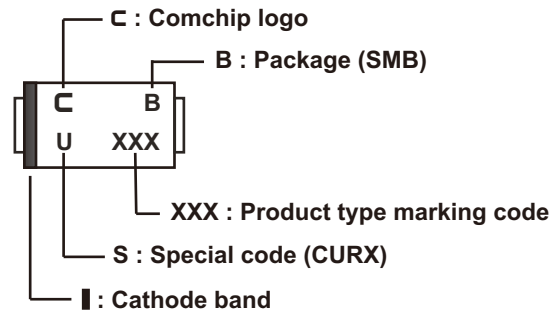 C : Comchip logo
B : Package (SMB)
C B
U XXX
XXX : Product type marking code
S : Special code (CURX)
: Cathode band